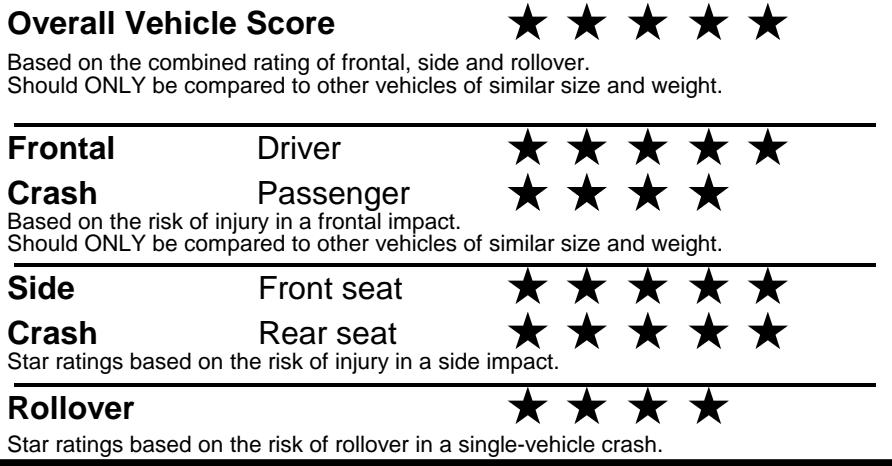 Overall Vehicle Score ★ ★ ★ ★ ★
Based on the combined rating of frontal, side and rollover.
Should ONLY be compared to other vehicles of similar size and weight.
Frontal Driver ★ ★ ★ ★ ★
Crash Passenger ★ ★ ★ ★
Based on the risk of injury in a frontal impact.
Should ONLY be compared to other vehicles of similar size and weight.
Side Front seat ★ ★ ★ ★ ★
Crash Rear seat ★ ★ ★ ★ ★
Star ratings based on the risk of injury in a side impact.
Rollover ★ ★ ★ ★
Star ratings based on the risk of rollover in a single-vehicle crash.